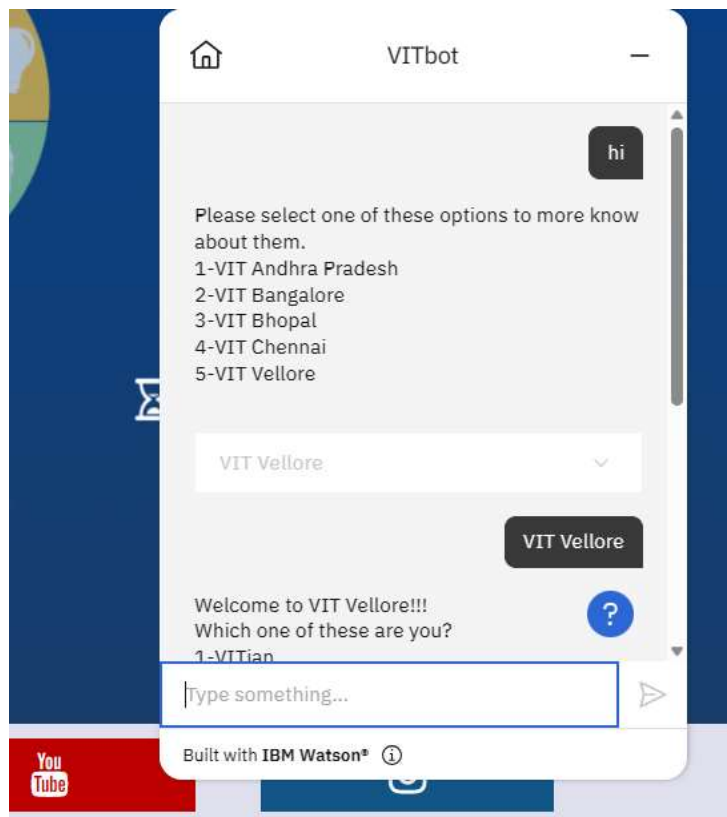 VITbot
hi
Please select one of these options to more know
about them.
1-VIT Andhra Pradesh
2-VIT Bangalore
3-VIT Bhopal
4-VIT Chennai
5-VIT Vellore
VIT Vellore
VIT Vellore
Welcome to VIT Vellore!!!
?
Which one of these are you?
1-VITian
Type something...
Built with IBM Watson®
You
Tube